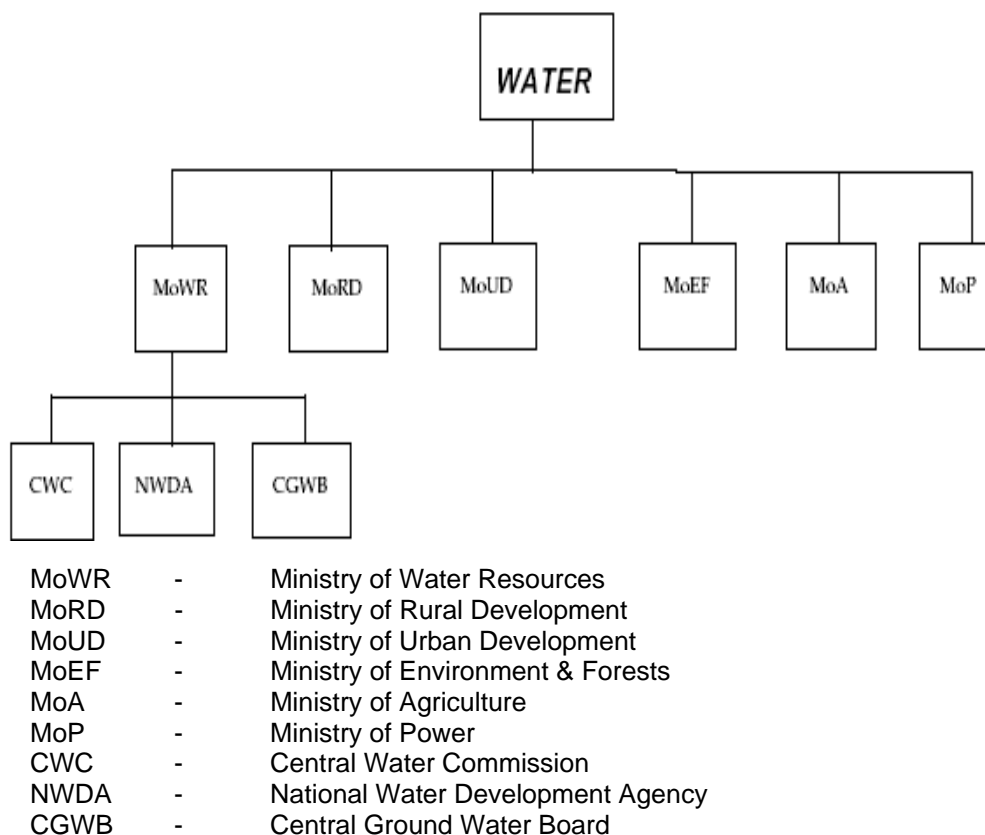 WATER
MoWR
MoRD
MoUD
MoEF
MoA
MoP
CWC
NWDA
CGWB
MoWR - Ministry of Water Resources
MoRD - Ministry of Rural Development
MoUD - Ministry of Urban Development
MoEF - Ministry of Environment & Forests
MoA - Ministry of Agriculture
MoP - Ministry of Power
CWC - Central Water Commission
NWDA - National Water Development Agency
CGWB - Central Ground Water Board